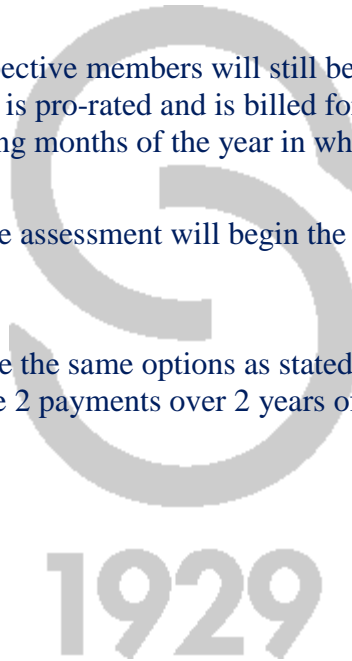 pective members will still be
is pro-rated and is billed for
ng months of the year in wh
e assessment will begin the
e the same options as stated
e 2 payments over 2 years o
1929